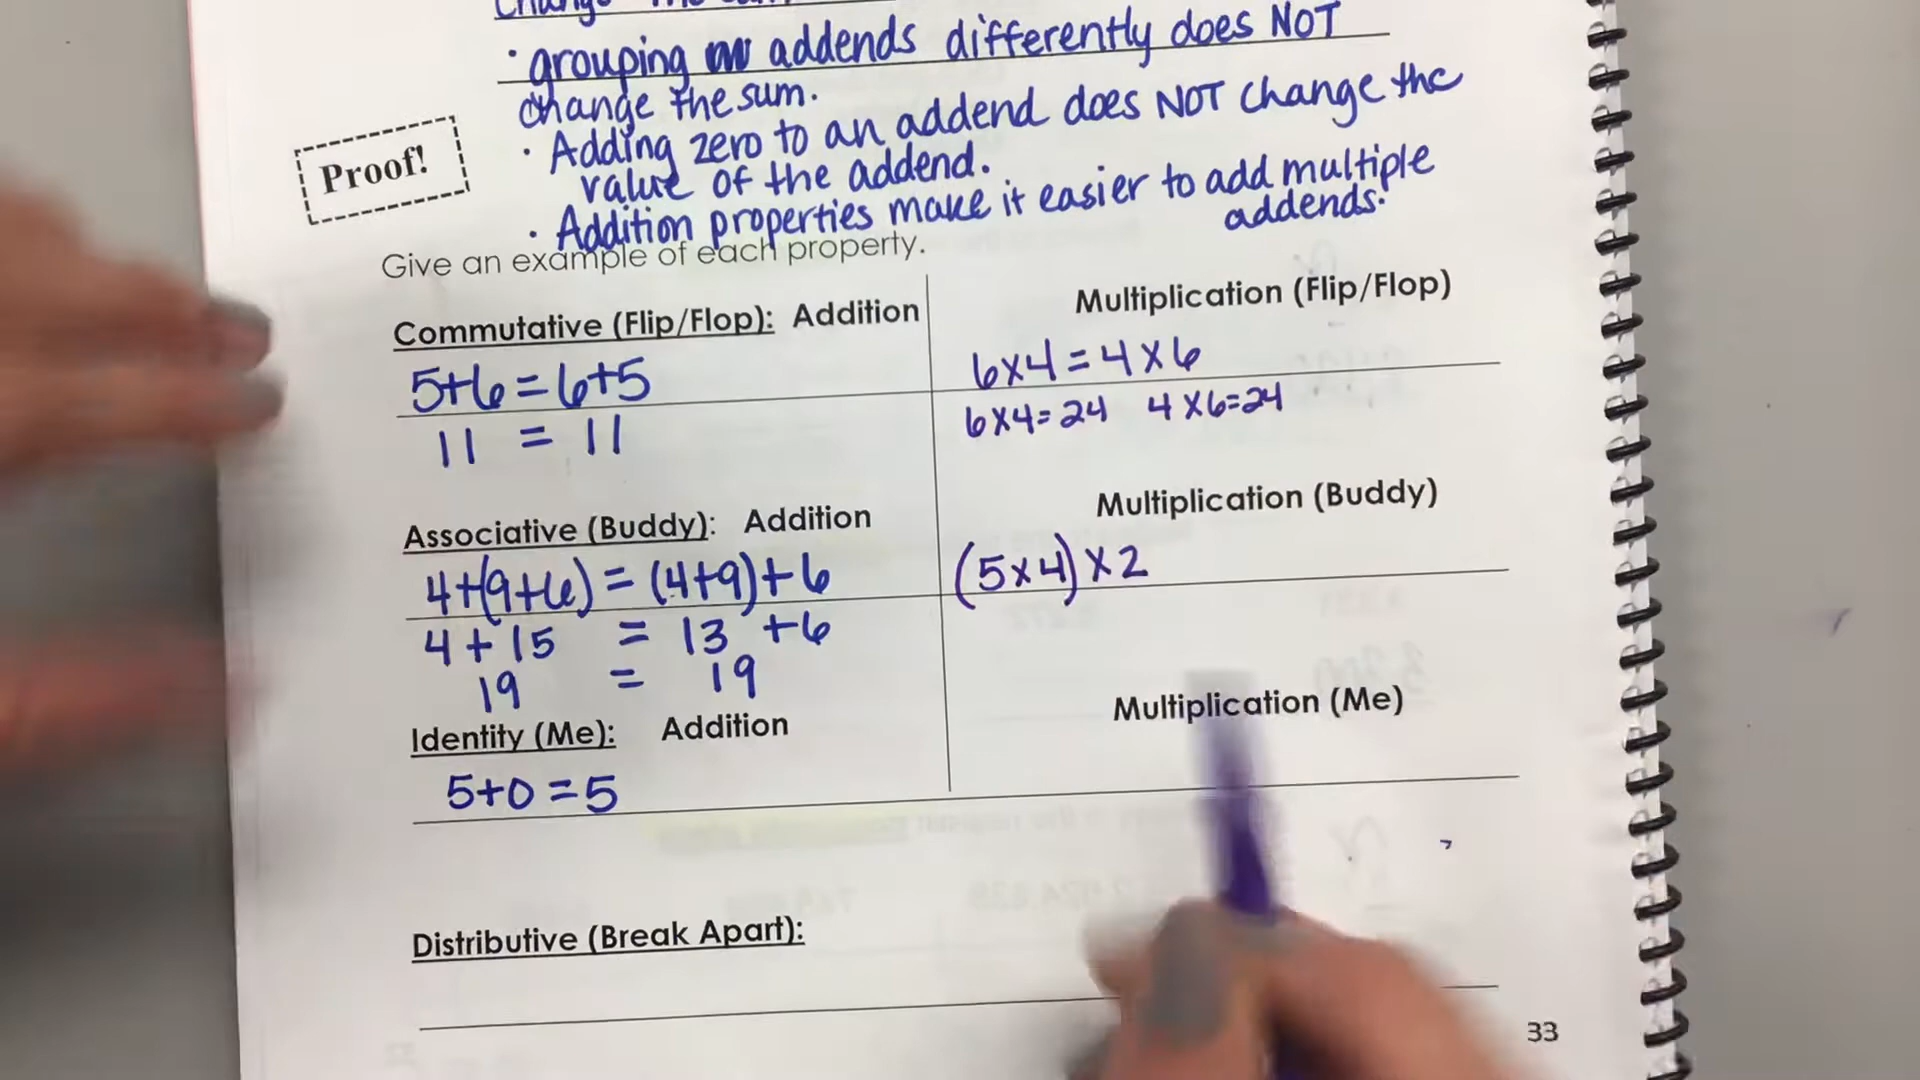 Change the sum
· grouping addends differently does NOT
change the sum.
· Adding zero to an addend does NOT change the
value of the addend.
· Addition properties make it easier to add multiple
addends.
Proof!
Give an example of each property.
Commutative (Flip/Flop): Addition
5+6=6+5
11 = 11
Multiplication (Flip/Flop)
6x4=4x6
6x4=24 4x6=24
Associative (Buddy): Addition
4+(9+6)=(4+9)+6
4+15 = 13 +6
19 = 19
Multiplication (Buddy)
(5x4)x2
Identity (Me): Addition
5+0=5
Multiplication (Me)
Distributive (Break Apart):
33